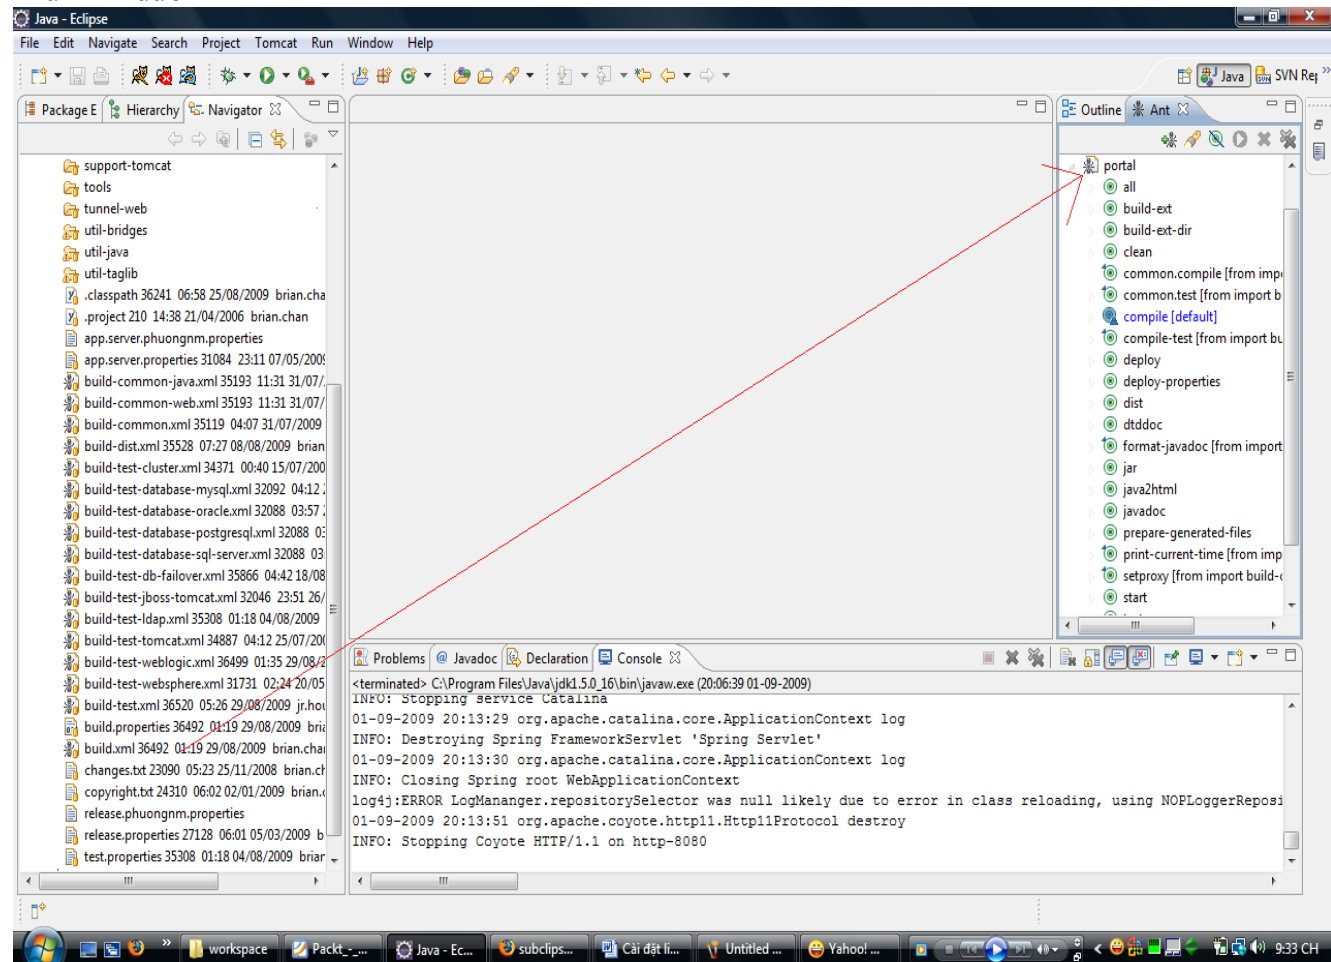 Java - Eclipse
File Edit Navigate Search Project Tomcat Run Window Help
Java SVN Re
Package E Hierarchy Navigator
support-tomcat
tools
tunnel-web
util-bridges
util-java
util-taglib
.classpath 36241 06:58 25/08/2009 brian.cha
.project 210 14:38 21/04/2006 brian.chan
app.server.phuongnm.properties
app.server.properties 31084 23:11 07/05/2009
build-common-java.xml 35193 11:31 31/07/
build-common-web.xml 35193 11:31 31/07/
build-common.xml 35119 04:07 31/07/2009
build-dist.xml 35528 07:27 08/08/2009 brian
build-test-cluster.xml 34371 00:40 15/07/200
build-test-database-mysql.xml 32092 04:12
build-test-database-oracle.xml 32088 03:57
build-test-database-postgresql.xml 32088 03
build-test-database-sql-server.xml 32088 03
build-test-db-failover.xml 35866 04:42 18/08
build-test-jboss-tomcat.xml 32046 23:51 26/
build-test-ldap.xml 35308 01:18 04/08/2009
build-test-tomcat.xml 34887 04:12 25/07/200
build-test-weblogic.xml 36499 01:35 29/08/2
build-test-websphere.xml 31731 02:24 20/05
build-test.xml 36520 05:26 29/08/2009 jr.hou
build.properties 36492 01:19 29/08/2009 bria
build.xml 36492 01:19 29/08/2009 brian.cha
changes.txt 23090 05:23 25/11/2008 brian.ch
copyright.txt 24310 06:02 02/01/2009 brian.c
release.phuongnm.properties
release.properties 27128 06:01 05/03/2009 b
test.properties 35308 01:18 04/08/2009 brian
Outline Ant
portal
all
build-ext
build-ext-dir
clean
common.compile [from imp
common.test [from import b
compile [default]
compile-test [from import bu
deploy
deploy-properties
dist
dtddoc
format-javadoc [from import
jar
java2html
javadoc
prepare-generated-files
print-current-time [from imp
setproxy [from import build-c
start
Problems @ Javadoc Declaration Console
<terminated> C:\Program Files\Java\jdk1.5.0_16\bin\javaw.exe (20:06:39 01-09-2009)
INFO: Stopping service Catalina
01-09-2009 20:13:29 org.apache.catalina.core.ApplicationContext log
INFO: Destroying Spring FrameworkServlet 'Spring Servlet'
01-09-2009 20:13:30 org.apache.catalina.core.ApplicationContext log
INFO: Closing Spring root WebApplicationContext
log4j:ERROR LogMananger.repositorySelector was null likely due to error in class reloading, using NOPLoggerReposi
01-09-2009 20:13:51 org.apache.coyote.http11.Http11Protocol destroy
INFO: Stopping Coyote HTTP/1.1 on http-8080
workspace Packt_-_... Java - Ec... subclips... Cài đặt li... Untitled ... Yahoo! ... 9:33 CH